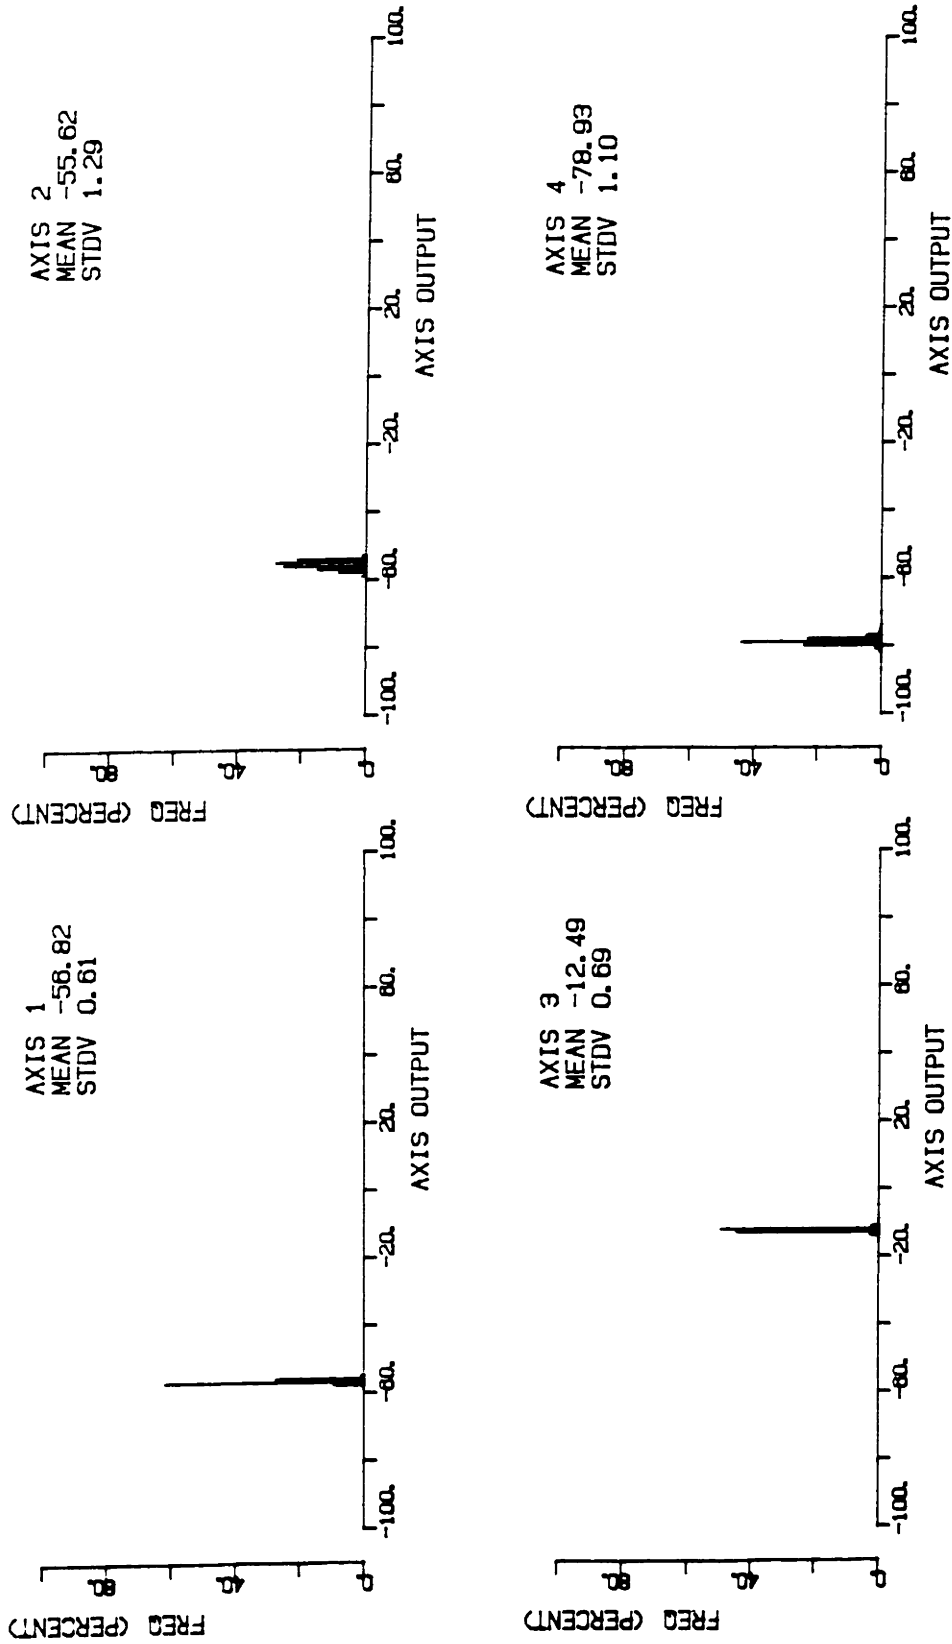 AXIS 1
MEAN -56.82
STDV 0.61
FREQ (PERCENT)
80.
40.
0.
-100. -60. -20. 20. 60. 100.
AXIS OUTPUT
AXIS 2
MEAN -55.62
STDV 1.29
FREQ (PERCENT)
80.
40.
0.
-100. -60. -20. 20. 60. 100.
AXIS OUTPUT
AXIS 3
MEAN -12.49
STDV 0.69
FREQ (PERCENT)
80.
40.
0.
-100. -60. -20. 20. 60. 100.
AXIS OUTPUT
AXIS 4
MEAN -78.93
STDV 1.10
FREQ (PERCENT)
80.
40.
0.
-100. -60. -20. 20. 60. 100.
AXIS OUTPUT